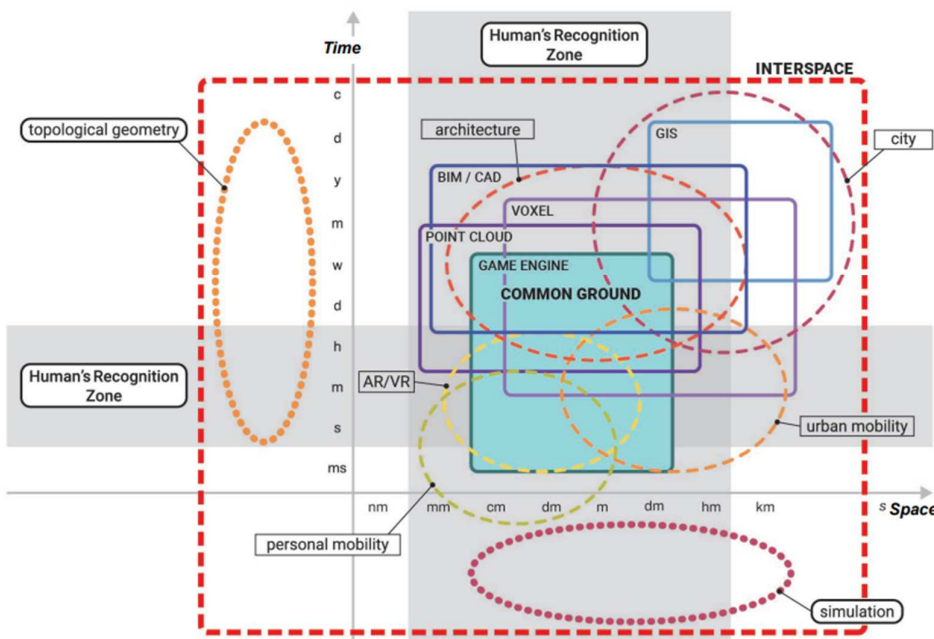 Human's Recognition
Zone
Time
INTERSPACE
c
topological geometry
architecture
GIS
city
d
BIM / CAD
y
VOXEL
m
POINT CLOUD
w
GAME ENGINE
COMMON GROUND
d
h
Human's Recognition
Zone
AR/VR
m
s
urban mobility
ms
nm
mm
cm
dm
m
dm
hm
km
s
Space
personal mobility
simulation